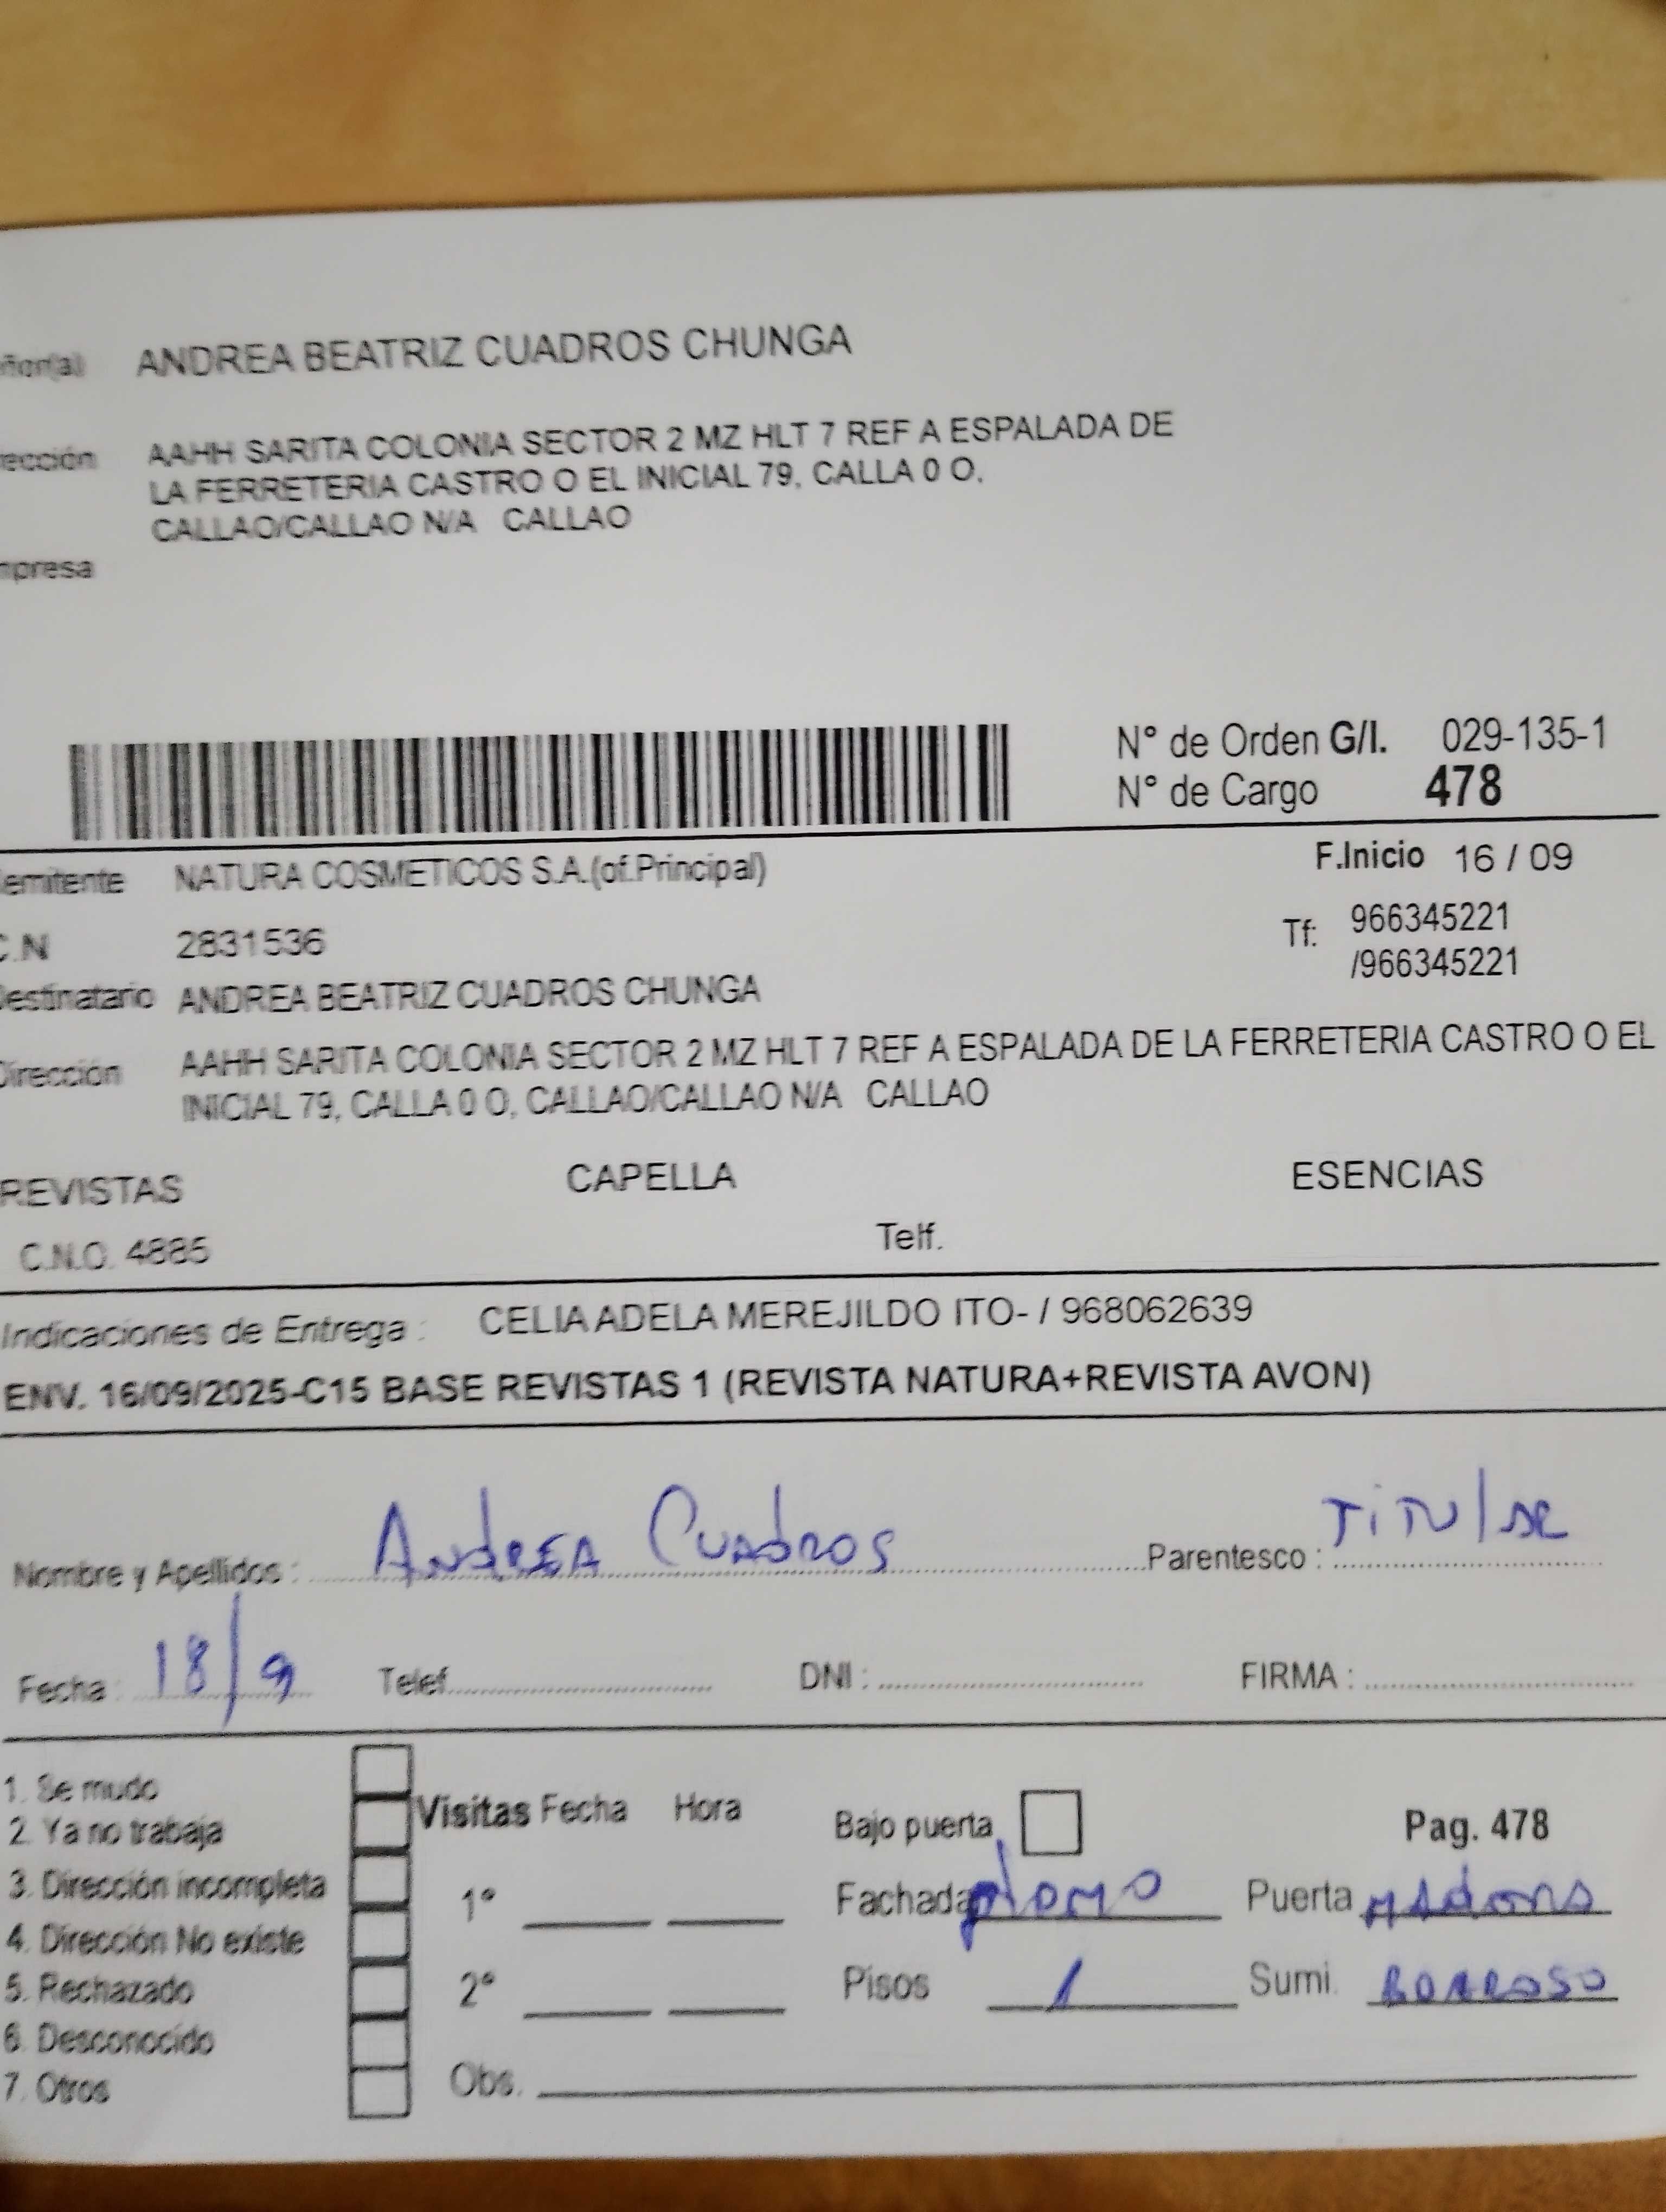 ñor(a) ANDREA BEATRIZ CUADROS CHUNGA
rección AAHH SARITA COLONIA SECTOR 2 MZ HLT 7 REF A ESPALADA DE
LA FERRETERIA CASTRO O EL INICIAL 79, CALLA 0 O,
CALLAO/CALLAO N/A CALLAO
mpresa
N° de Orden G/I. 029-135-1
N° de Cargo 478
emitente NATURA COSMETICOS S.A.(of.Principal) F.Inicio 16 / 09
C.N 2831536 Tf: 966345221
/966345221
Destinatario ANDREA BEATRIZ CUADROS CHUNGA
Dirección AAHH SARITA COLONIA SECTOR 2 MZ HLT 7 REF A ESPALADA DE LA FERRETERIA CASTRO O EL
INICIAL 79, CALLA 0 O, CALLAO/CALLAO N/A CALLAO
REVISTAS CAPELLA ESENCIAS
C.N.O. 4885 Telf.
Indicaciones de Entrega : CELIA ADELA MEREJILDO ITO- / 968062639
ENV. 16/09/2025-C15 BASE REVISTAS 1 (REVISTA NATURA+REVISTA AVON)
Nombre y Apellidos : Andrea Cuadros Parentesco : Titular
Fecha : 18/9 Telef. DNI : FIRMA :
1. Se mudo
2. Ya no trabaja
3. Dirección incompleta
4. Dirección No existe
5. Rechazado
6. Desconocido
7. Otros
Visitas Fecha Hora
1°
2°
Bajo puerta Pag. 478
Fachada plomo Puerta madera
Pisos 1 Sumi. Borroso
Obs.